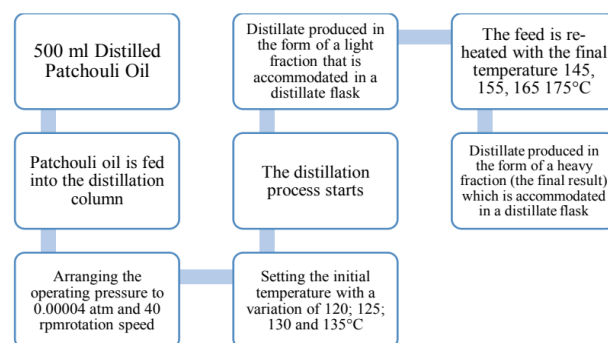 500 ml Distilled
Patchouli Oil
Patchouli oil is fed
into the distillation
column
Arranging the
operating pressure to
0.00004 atm and 40
rpmrotation speed
Setting the initial
temperature with a
variation of 120; 125;
130 and 135°C
The distillation
process starts
Distillate produced in
the form of a light
fraction that is
accommodated in a
distillate flask
The feed is re-
heated with the final
temperature 145,
155, 165 175°C
Distillate produced in
the form of a heavy
fraction (the final result)
which is accommodated
in a distillate flask